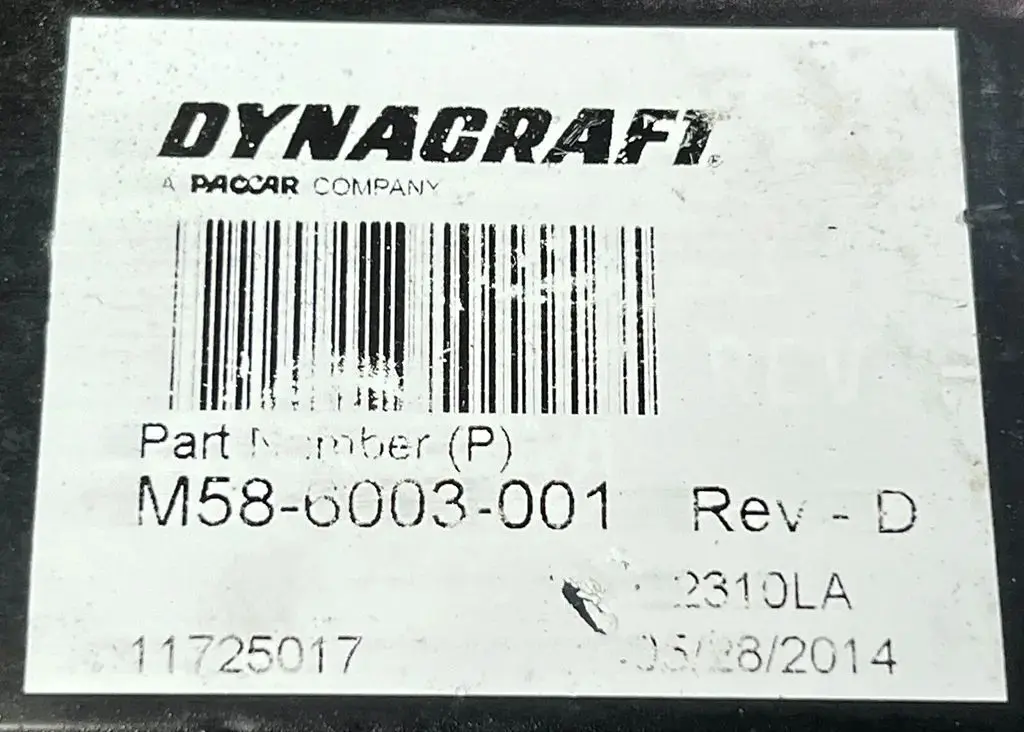 DYNACRAFT®
A PACCAR COMPANY
Part Number (P)
M58-6003-001 Rev - D
2310LA
11725017 05/28/2014